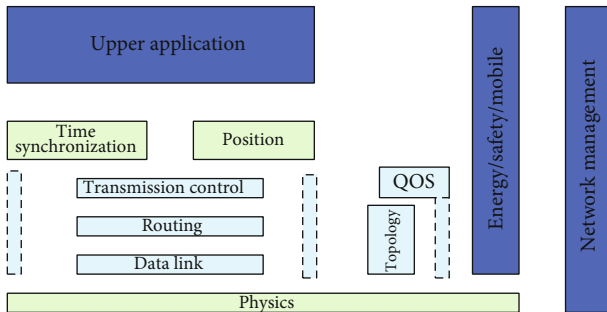 Upper application
Time
synchronization
Position
Transmission control
Routing
Data link
QOS
Topology
Energy/safety/mobile
Network management
Physics